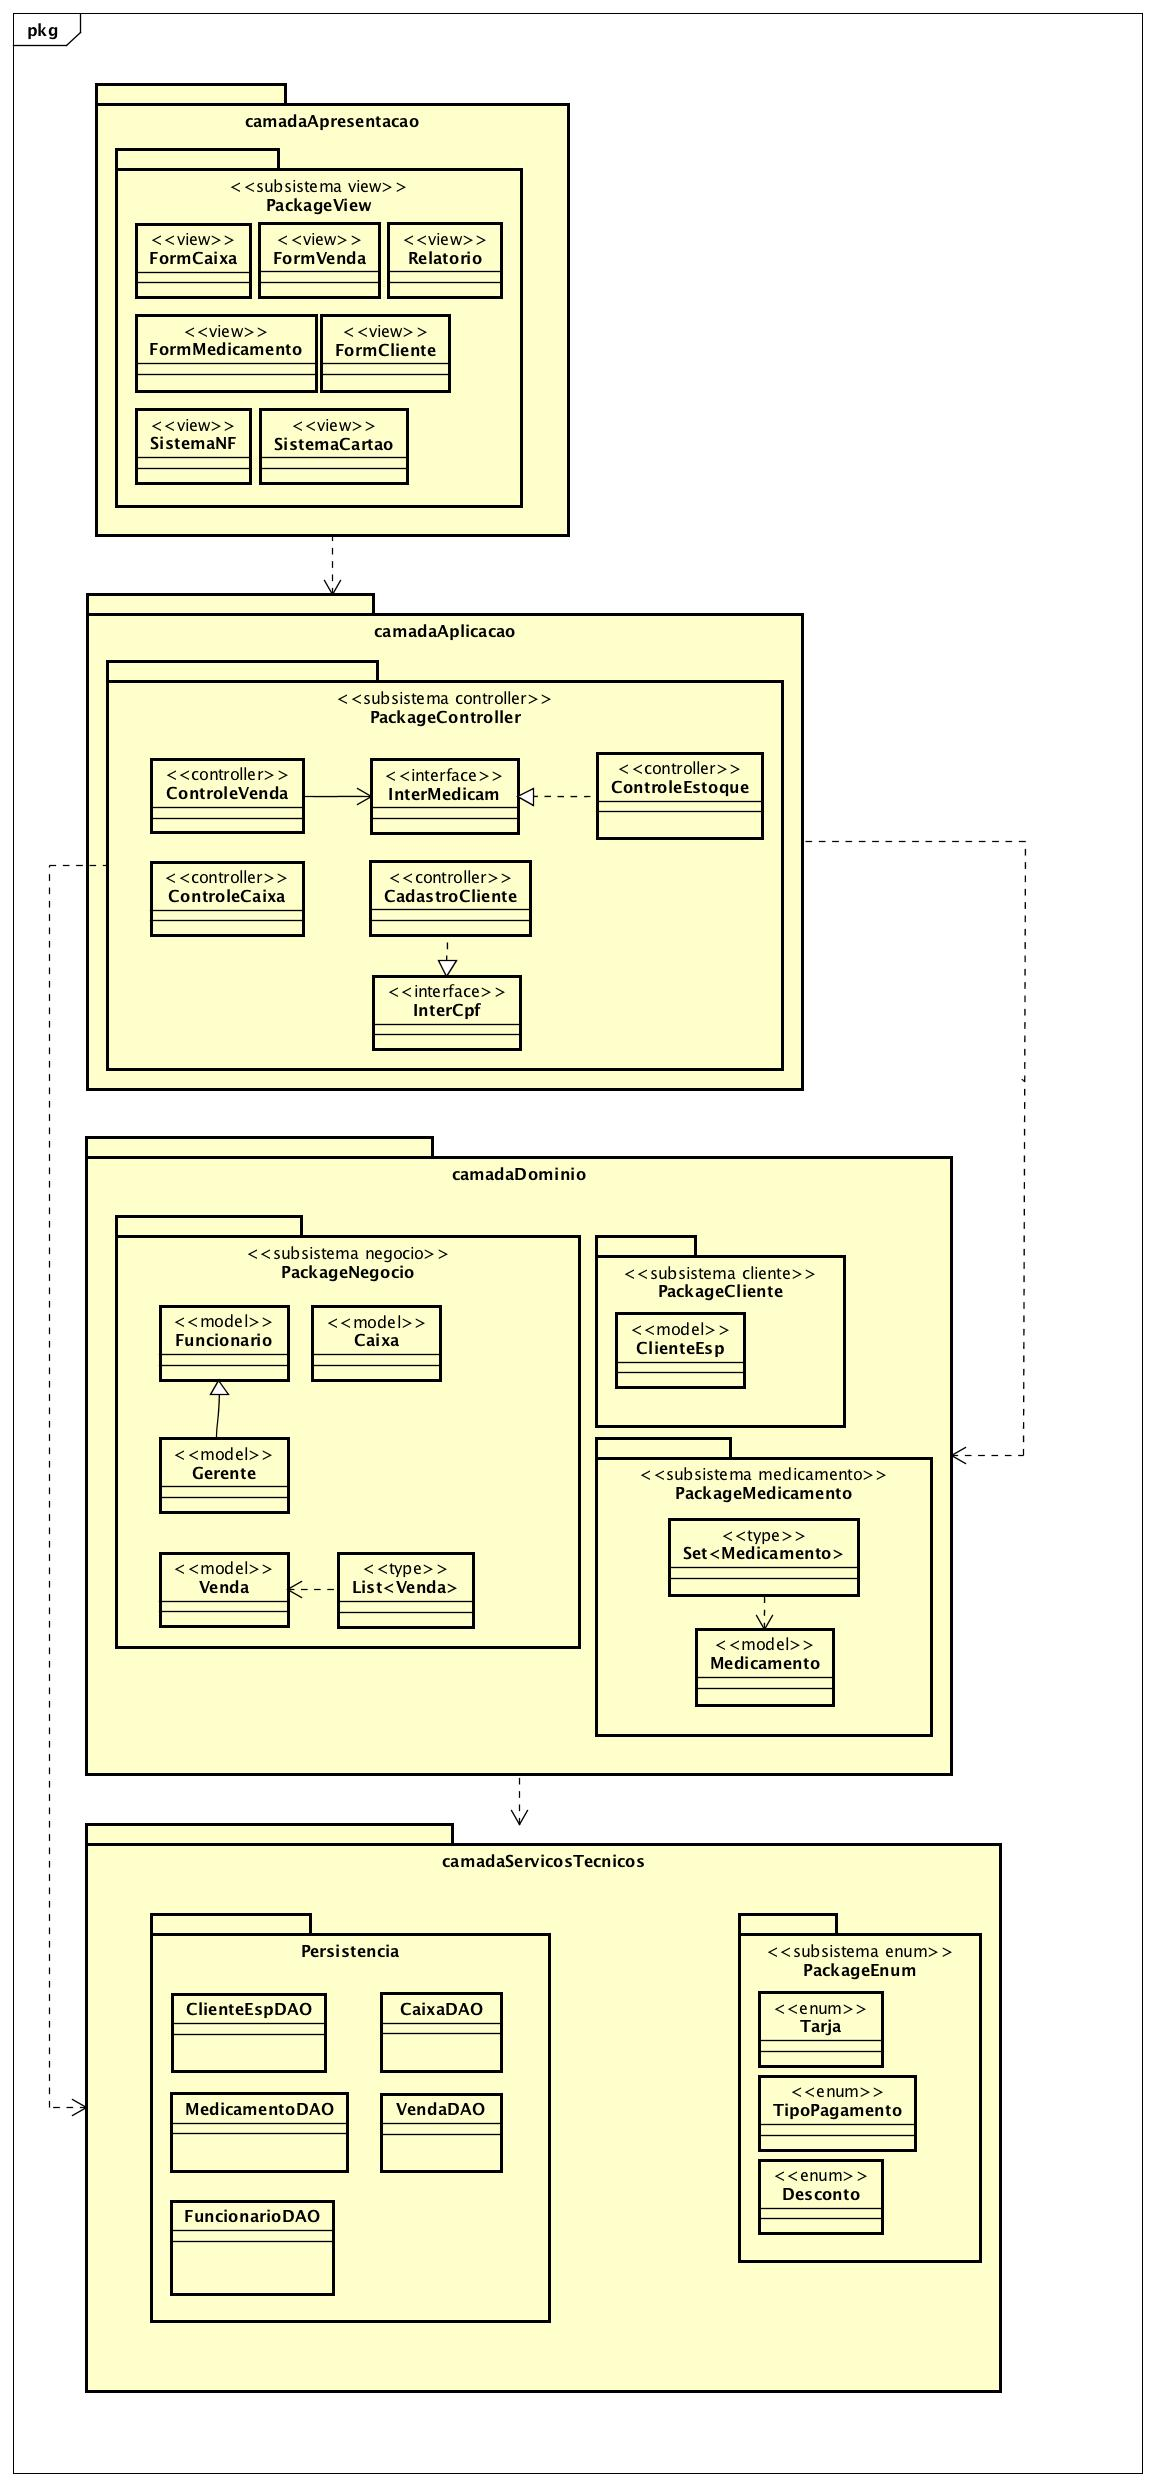 pkg
camadaApresentacao
<<subsistema view>>
PackageView
<<view>>
FormCaixa
<<view>>
FormVenda
<<view>>
Relatorio
<<view>>
FormMedicamento
<<view>>
FormCliente
<<view>>
SistemaNF
<<view>>
SistemaCartao
camadaAplicacao
<<subsistema controller>>
PackageController
<<controller>>
ControleVenda
<<interface>>
InterMedicam
<<controller>>
ControleEstoque
<<controller>>
ControleCaixa
<<controller>>
CadastroCliente
<<interface>>
InterCpf
camadaDominio
<<subsistema negocio>>
PackageNegocio
<<model>>
Funcionario
<<model>>
Caixa
<<model>>
Gerente
<<model>>
Venda
<<type>>
List<Venda>
<<subsistema cliente>>
PackageCliente
<<model>>
ClienteEsp
<<subsistema medicamento>>
PackageMedicamento
<<type>>
Set<Medicamento>
<<model>>
Medicamento
camadaServicosTecnicos
Persistencia
ClienteEspDAO
CaixaDAO
MedicamentoDAO
VendaDAO
FuncionarioDAO
<<subsistema enum>>
PackageEnum
<<enum>>
Tarja
<<enum>>
TipoPagamento
<<enum>>
Desconto